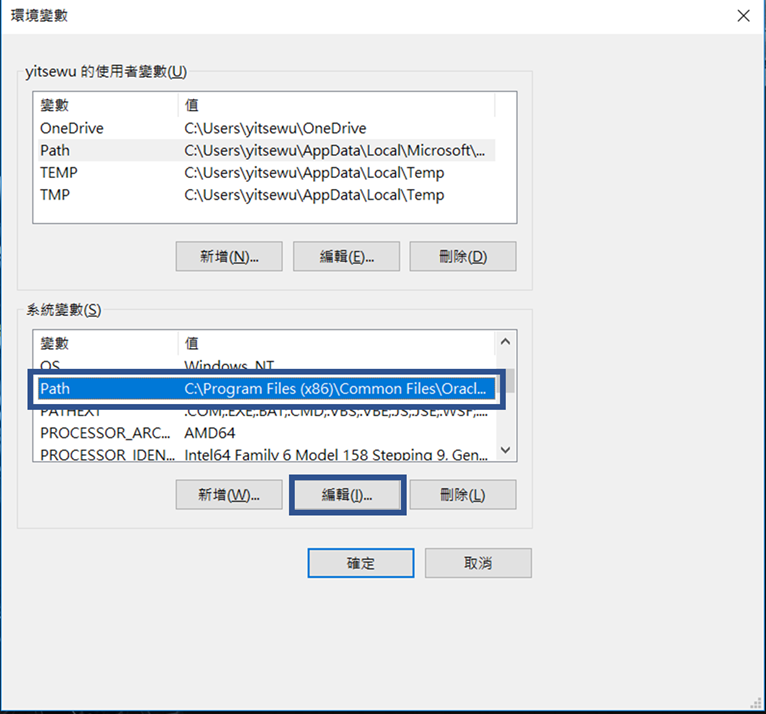 環境變數
yitsewu 的使用者變數(U)
變數 值
OneDrive C:\Users\yitsewu\OneDrive
Path C:\Users\yitsewu\AppData\Local\Microsoft\...
TEMP C:\Users\yitsewu\AppData\Local\Temp
TMP C:\Users\yitsewu\AppData\Local\Temp
新增(N)... 編輯(E)... 刪除(D)
系統變數(S)
變數 值
OS Windows_NT
Path C:\Program Files (x86)\Common Files\Oracl...
PATHEXT .COM;.EXE;.BAT;.CMD;.VBS;.VBE;.JS;.JSE;.WSF;....
PROCESSOR_ARC... AMD64
PROCESSOR_IDEN... Intel64 Family 6 Model 158 Stepping 9, Gen...
新增(W)... 編輯(I)... 刪除(L)
確定 取消